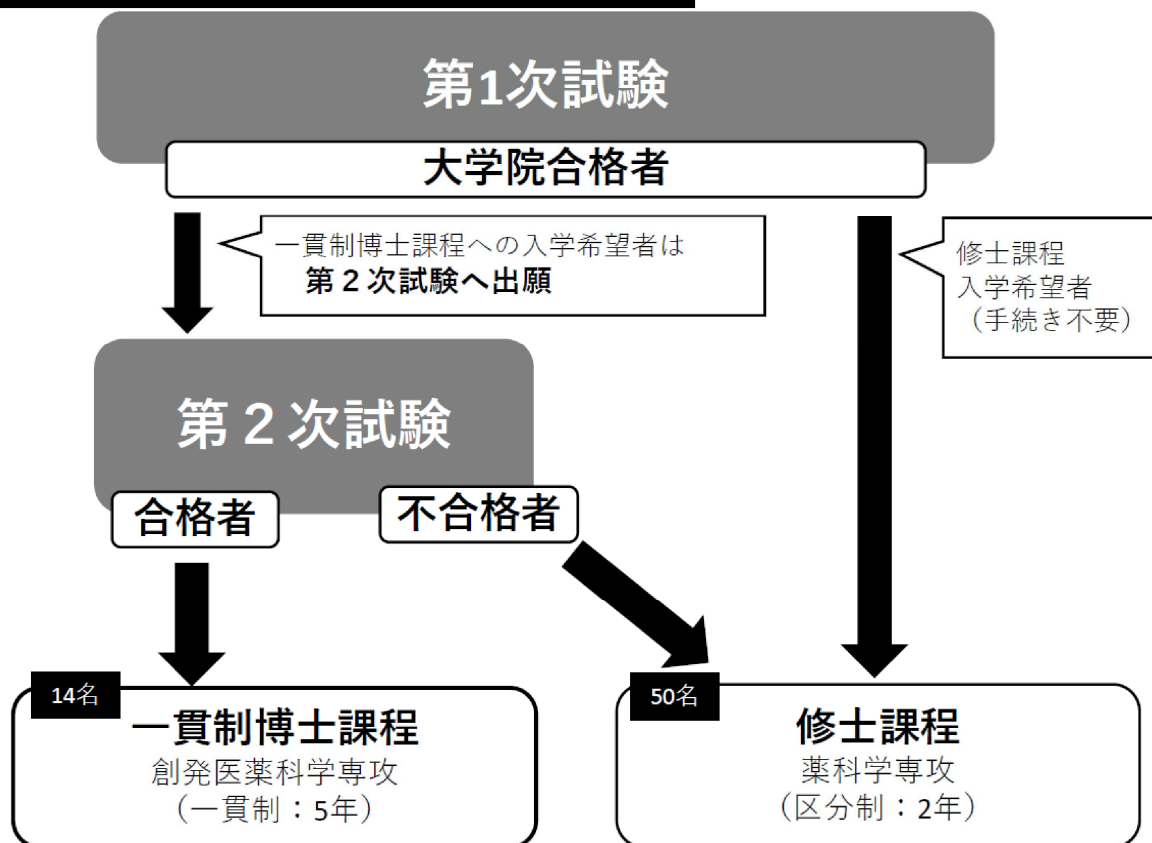 第1次試験
大学院合格者
一貫制博士課程への入学希望者は
第２次試験へ出願
修士課程
入学希望者
（手続き不要）
第２次試験
合格者
不合格者
14名
一貫制博士課程
創発医薬科学専攻
（一貫制：5年）
50名
修士課程
薬科学専攻
（区分制：2年）